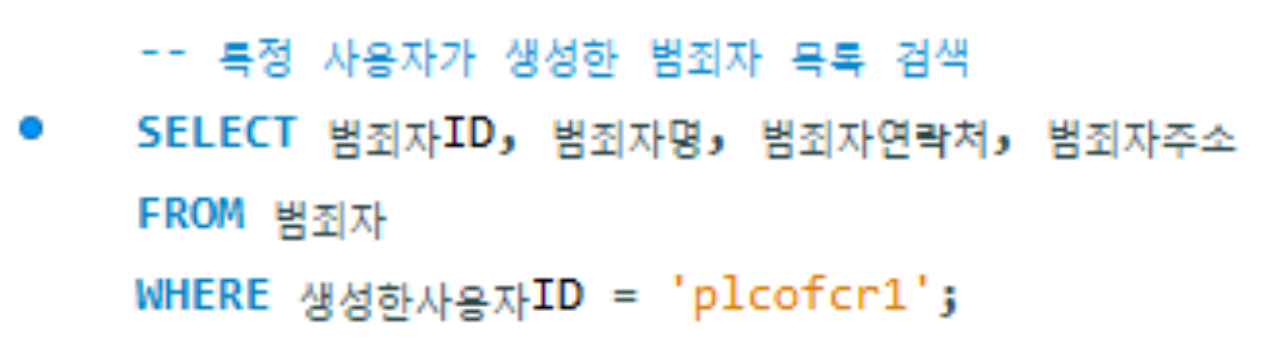 -- 특정 사용자가 생성한 범죄자 목록 검색
SELECT 범죄자ID, 범죄자명, 범죄자연락처, 범죄자주소
FROM 범죄자
WHERE 생성한사용자ID = 'plcofcr1';